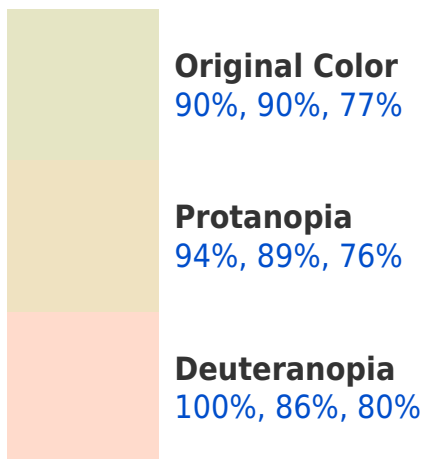 Original Color
90%, 90%, 77%
Protanopia
94%, 89%, 76%
Deuteranopia
100%, 86%, 80%